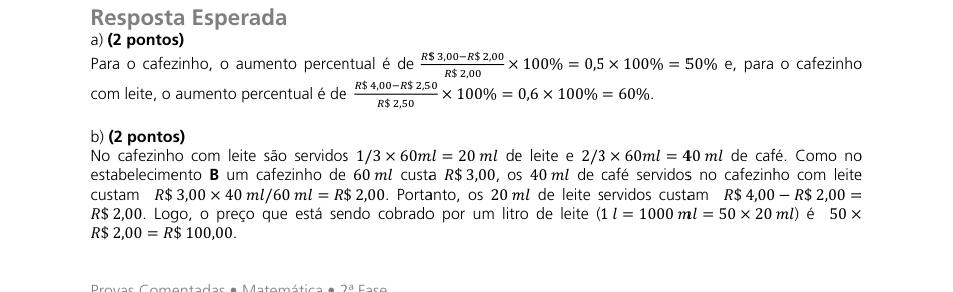 Resposta Esperada
a) (2 pontos)
Para o cafezinho, o aumento percentual é de (R$ 3,00−R$ 2,00)/(R$ 2,00) × 100% = 0,5 × 100% = 50% e, para o cafezinho
com leite, o aumento percentual é de (R$ 4,00−R$ 2,50)/(R$ 2,50) × 100% = 0,6 × 100% = 60%.
b) (2 pontos)
No cafezinho com leite são servidos 1/3 × 60ml = 20 ml de leite e 2/3 × 60ml = 40 ml de café. Como no
estabelecimento B um cafezinho de 60 ml custa R$ 3,00, os 40 ml de café servidos no cafezinho com leite
custam R$ 3,00 × 40 ml/60 ml = R$ 2,00. Portanto, os 20 ml de leite servidos custam R$ 4,00 − R$ 2,00 =
R$ 2,00. Logo, o preço que está sendo cobrado por um litro de leite (1 l = 1000 ml = 50 × 20 ml) é 50 ×
R$ 2,00 = R$ 100,00.
Provas Comentadas • Matemática • 2ª Fase